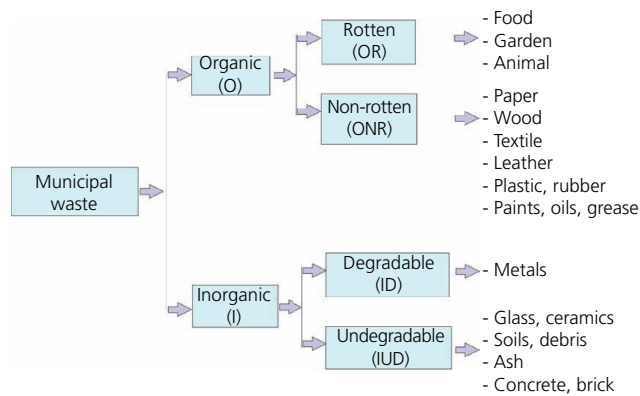 Municipal
waste
Organic
(O)
Rotten
(OR)
- Food
- Garden
- Animal
Non-rotten
(ONR)
- Paper
- Wood
- Textile
- Leather
- Plastic, rubber
- Paints, oils, grease
Inorganic
(I)
Degradable
(ID)
- Metals
Undegradable
(IUD)
- Glass, ceramics
- Soils, debris
- Ash
- Concrete, brick